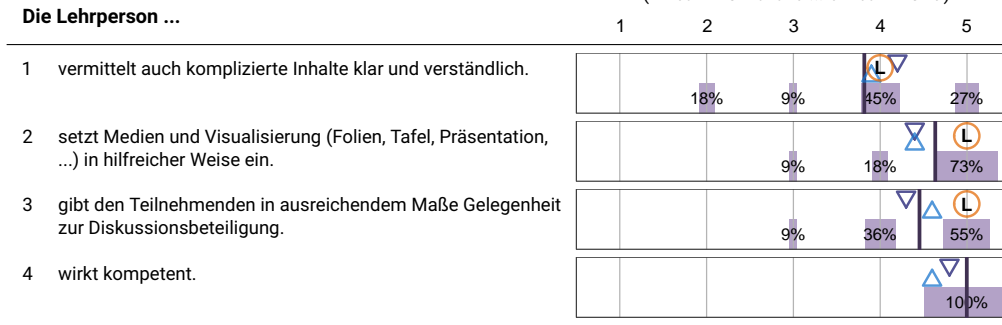 Die Lehrperson ...
1 2 3 4 5
1 vermittelt auch komplizierte Inhalte klar und verständlich.
L
18% 9% 45% 27%
2 setzt Medien und Visualisierung (Folien, Tafel, Präsentation,
...) in hilfreicher Weise ein.
L
9% 18% 73%
3 gibt den Teilnehmenden in ausreichendem Maße Gelegenheit
zur Diskussionsbeteiligung.
L
9% 36% 55%
4 wirkt kompetent.
100%